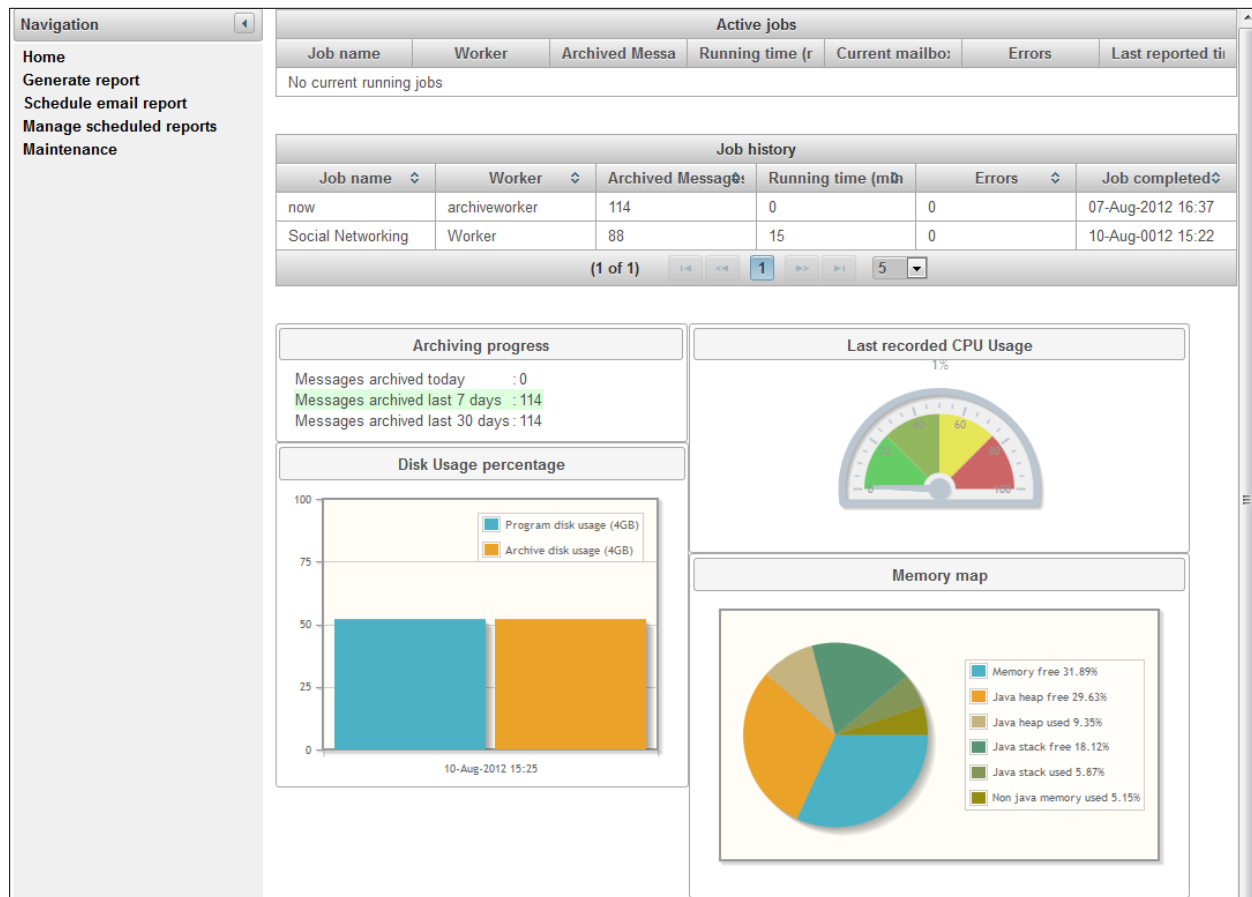 Navigation
Home
Generate report
Schedule email report
Manage scheduled reports
Maintenance
Active jobs
Job name Worker Archived Messa Running time (r Current mailbo Errors Last reported ti
No current running jobs
Job history
Job name Worker Archived Messages Running time (min Errors Job completed
now archiveworker 114 0 0 07-Aug-2012 16:37
Social Networking Worker 88 15 0 10-Aug-0012 15:22
(1 of 1) 1 5
Archiving progress
Messages archived today : 0
Messages archived last 7 days : 114
Messages archived last 30 days : 114
Last recorded CPU Usage
1%
0 20 40 60 80 100
Disk Usage percentage
100
75
50
25
0
Program disk usage (4GB)
Archive disk usage (4GB)
10-Aug-2012 15:25
Memory map
Memory free 31.89%
Java heap free 29.63%
Java heap used 9.35%
Java stack free 18.12%
Java stack used 5.87%
Non java memory used 5.15%